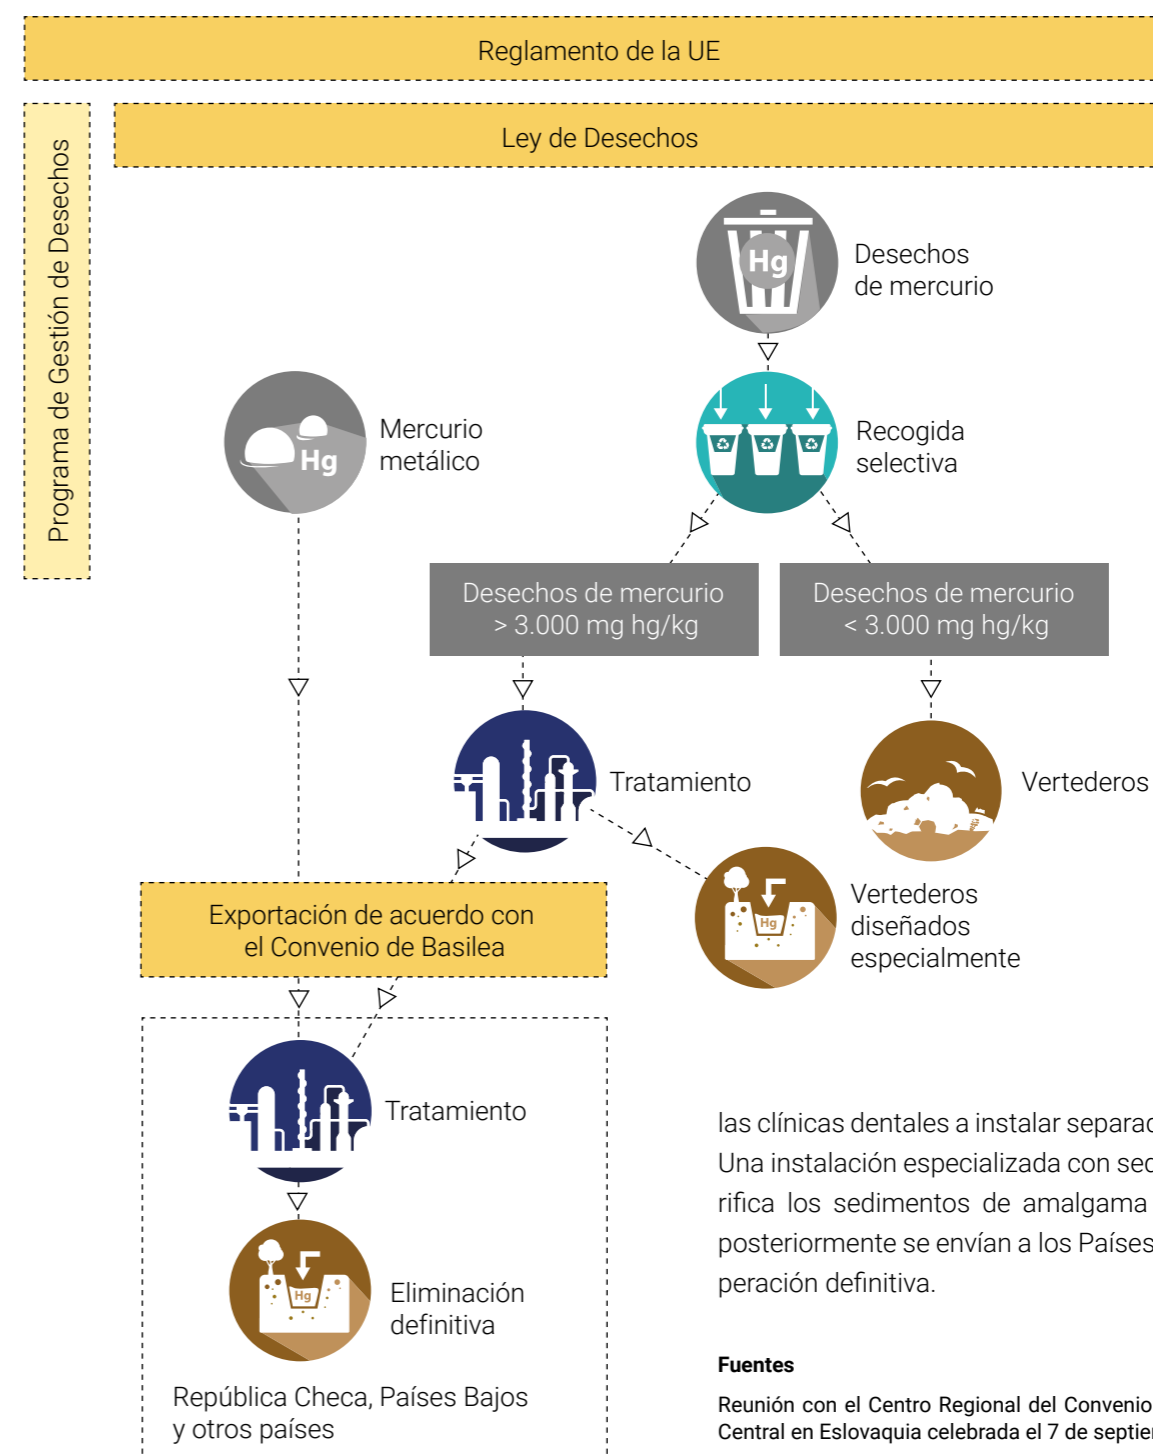 Reglamento de la UE
Programa de Gestión de Desechos
Ley de Desechos
Hg
Desechos
de mercurio
Hg
Mercurio
metálico
Recogida
selectiva
Desechos de mercurio
> 3.000 mg hg/kg
Desechos de mercurio
< 3.000 mg hg/kg
Tratamiento
Vertederos
Hg
Vertederos
diseñados
especialmente
Exportación de acuerdo con
el Convenio de Basilea
Tratamiento
Hg
Eliminación
definitiva
República Checa, Países Bajos
y otros países
las clínicas dentales a instalar separad
Una instalación especializada con sed
rifica los sedimentos de amalgama
posteriormente se envían a los Países
peración definitiva.
Fuentes
Reunión con el Centro Regional del Convenio
Central en Eslovaquia celebrada el 7 de septie